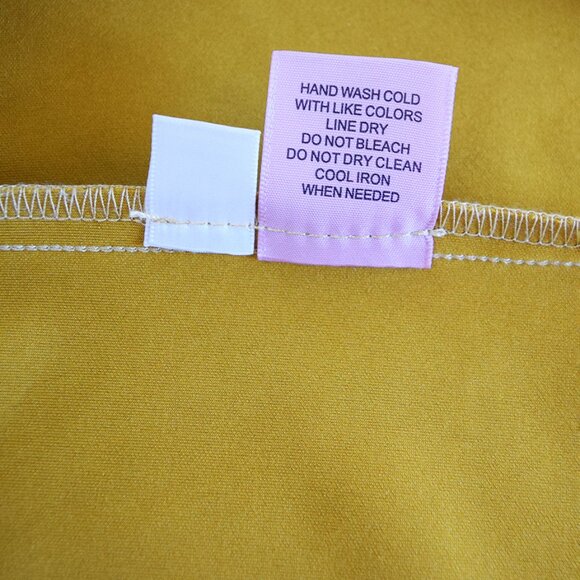 HAND WASH COLD
WITH LIKE COLORS
LINE DRY
DO NOT BLEACH
DO NOT DRY CLEAN
COOL IRON
WHEN NEEDED